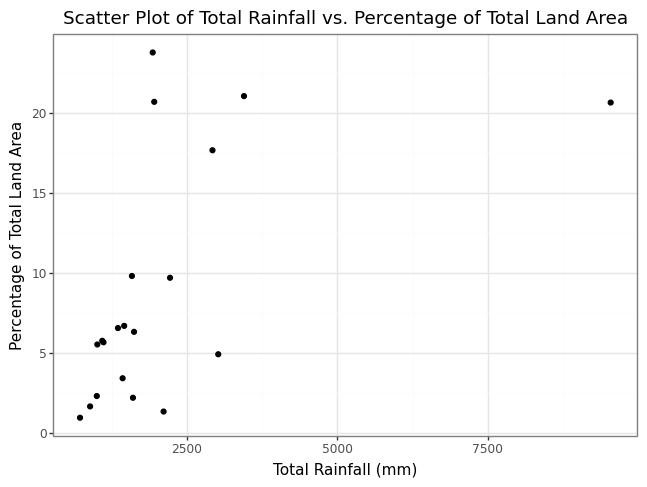 Scatter Plot of Total Rainfall vs. Percentage of Total Land Area
Percentage of Total Land Area
20
15
10
5
0
2500 5000 7500
Total Rainfall (mm)